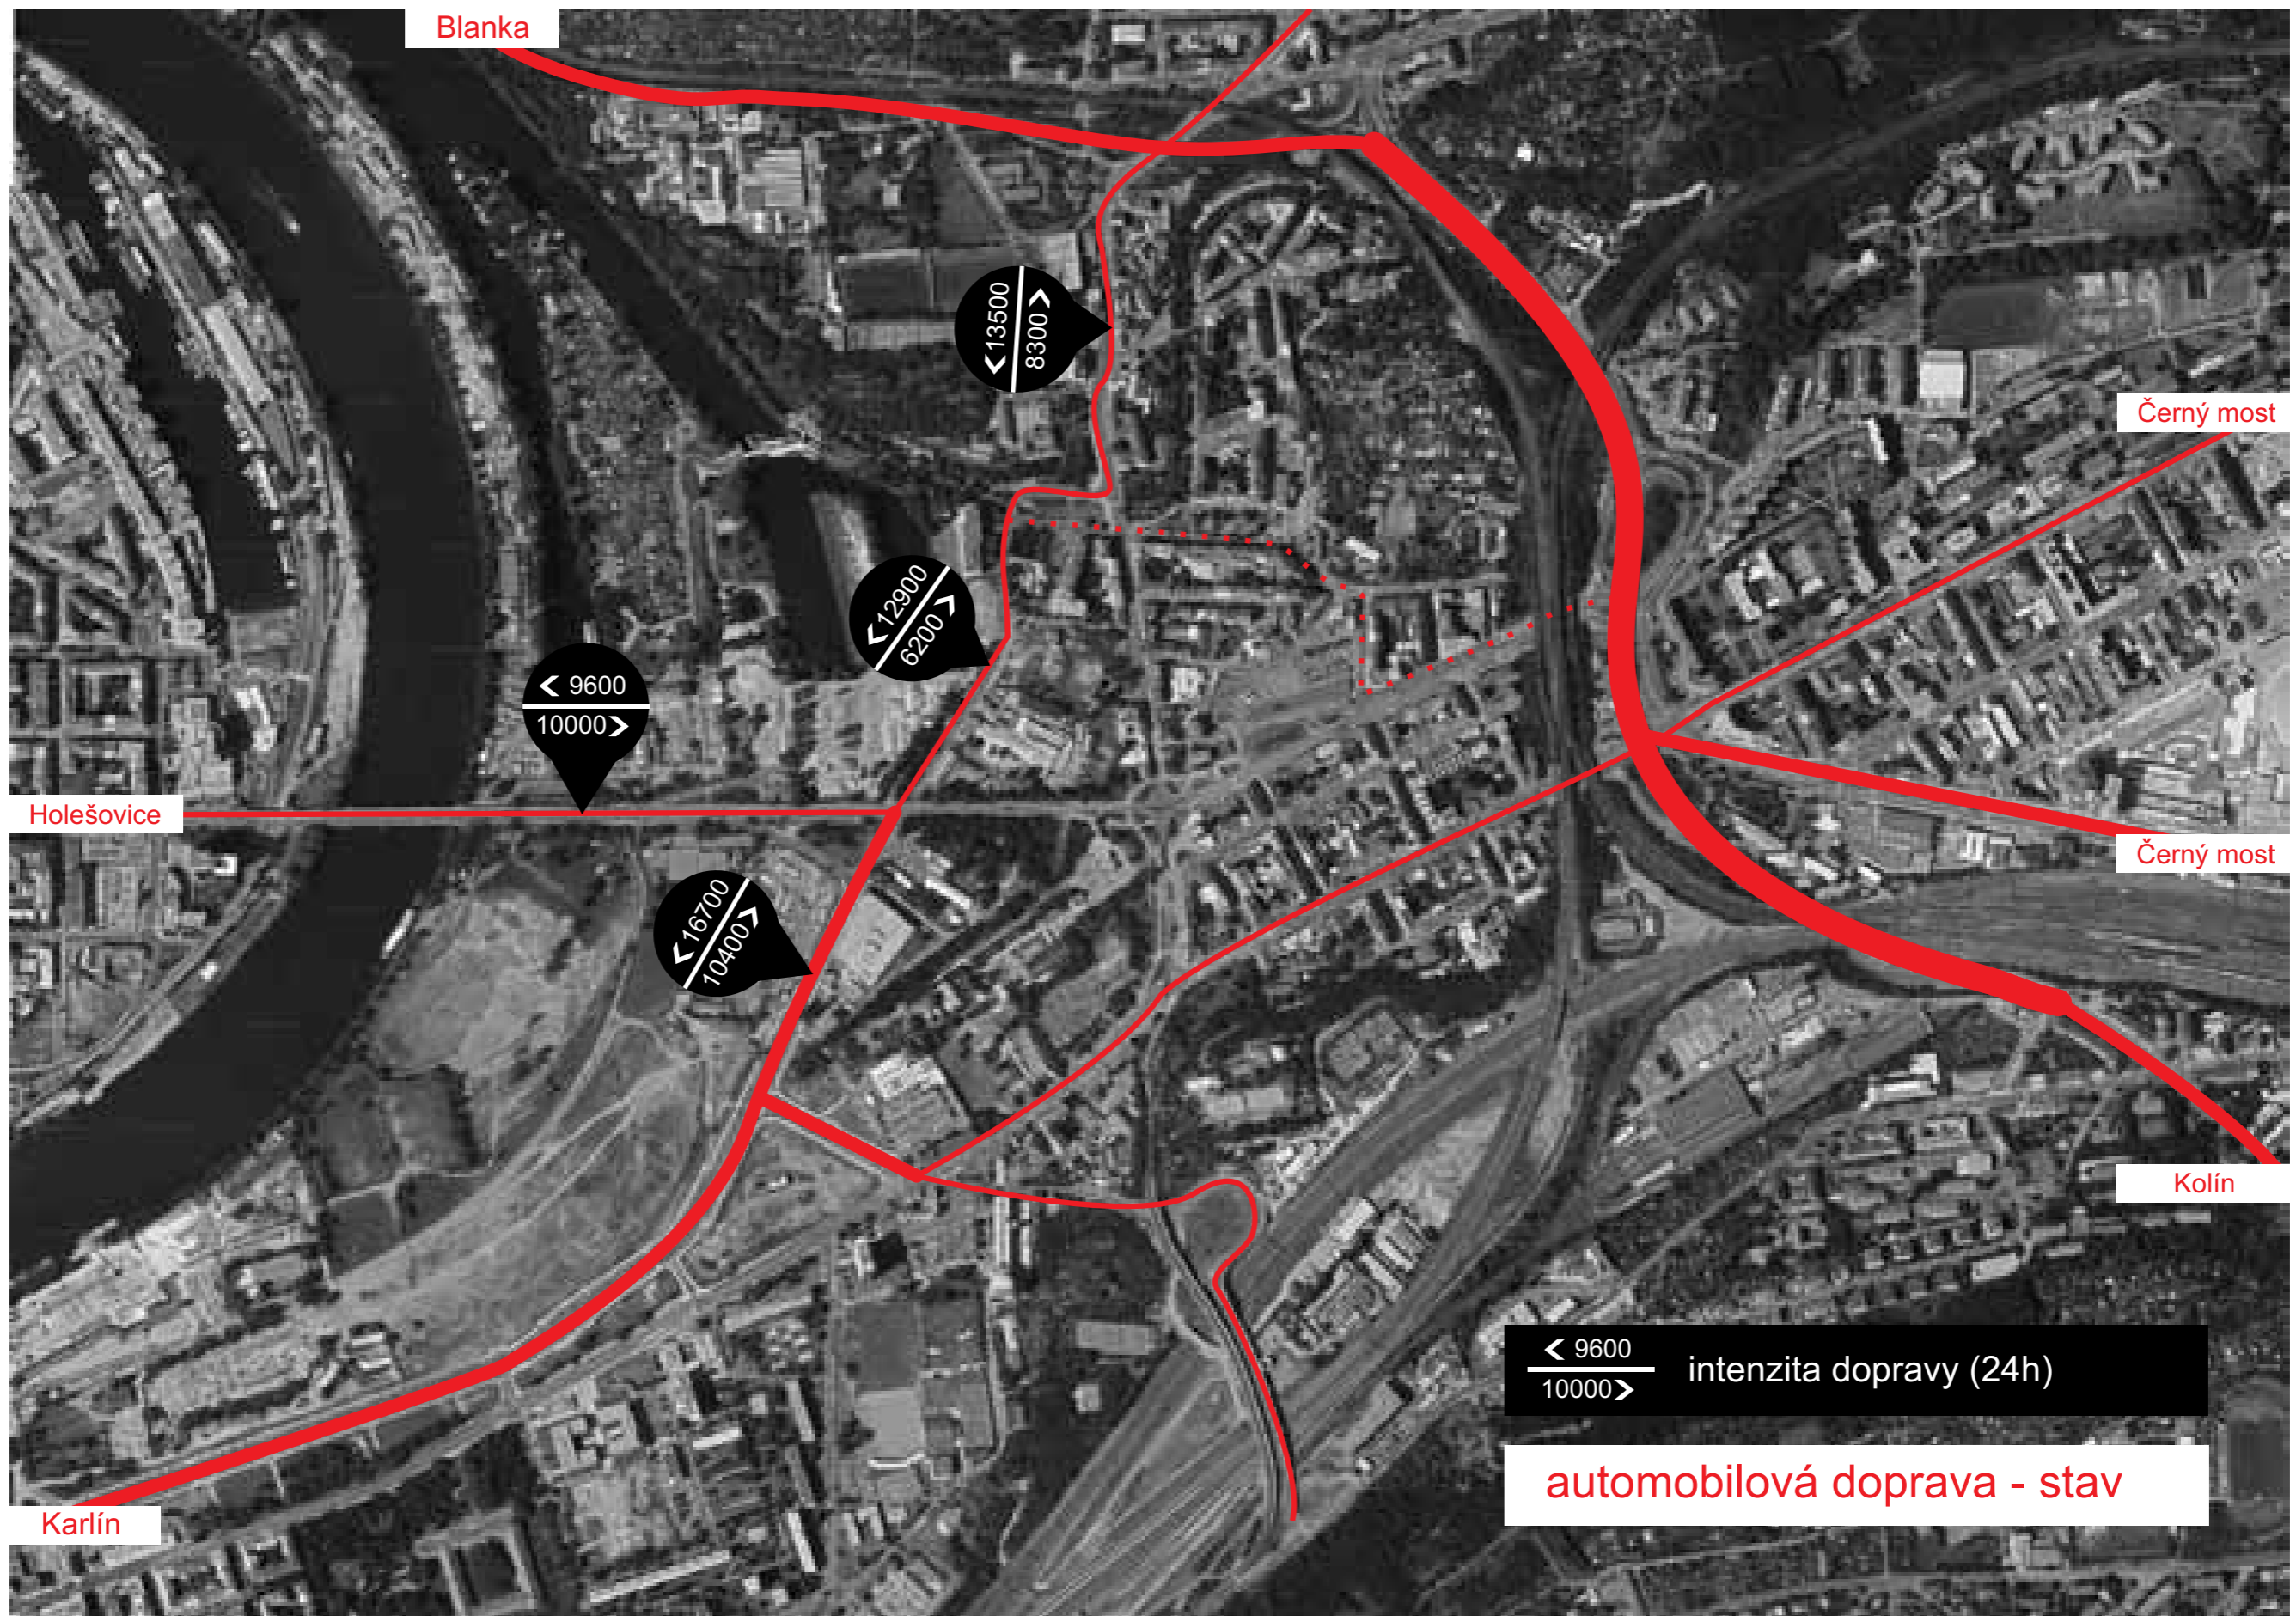 Blanka
<13500
8300>
Černý most
<12900
6200>
< 9600
10000>
Holešovice
Černý most
<16700
10400>
Kolín
< 9600
10000>
intenzita dopravy (24h)
automobilová doprava - stav
Karlín